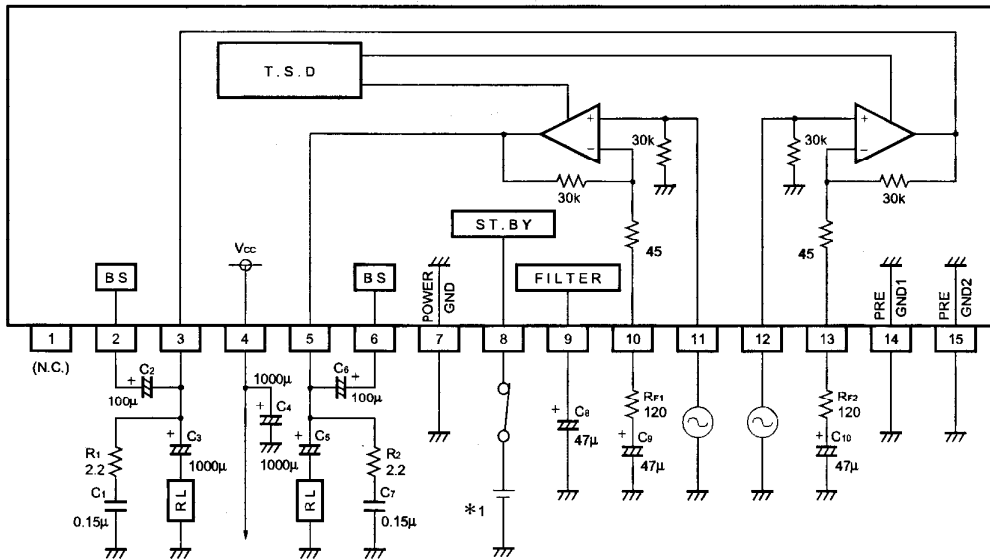 T.S.D
+
−
30k
30k
45
+
−
30k
30k
45
ST.BY
FILTER
BS
Vcc
BS
POWER
GND
PRE
GND1
PRE
GND2
1
2
3
4
5
6
7
8
9
10
11
12
13
14
15
(N.C.)
+ C2
100μ
1000μ
+ C4
C6 +
100μ
R1
2.2
C1
0.15μ
+ C3
1000μ
RL
+ C5
1000μ
RL
R2
2.2
C7
0.15μ
*1
+ C8
47μ
RF1
120
+ C9
47μ
RF2
120
+ C10
47μ